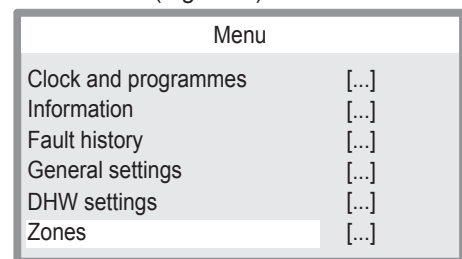 Menu
Clock and programmes [...]
Information [...]
Fault history [...]
General settings [...]
DHW settings [...]
Zones [...]